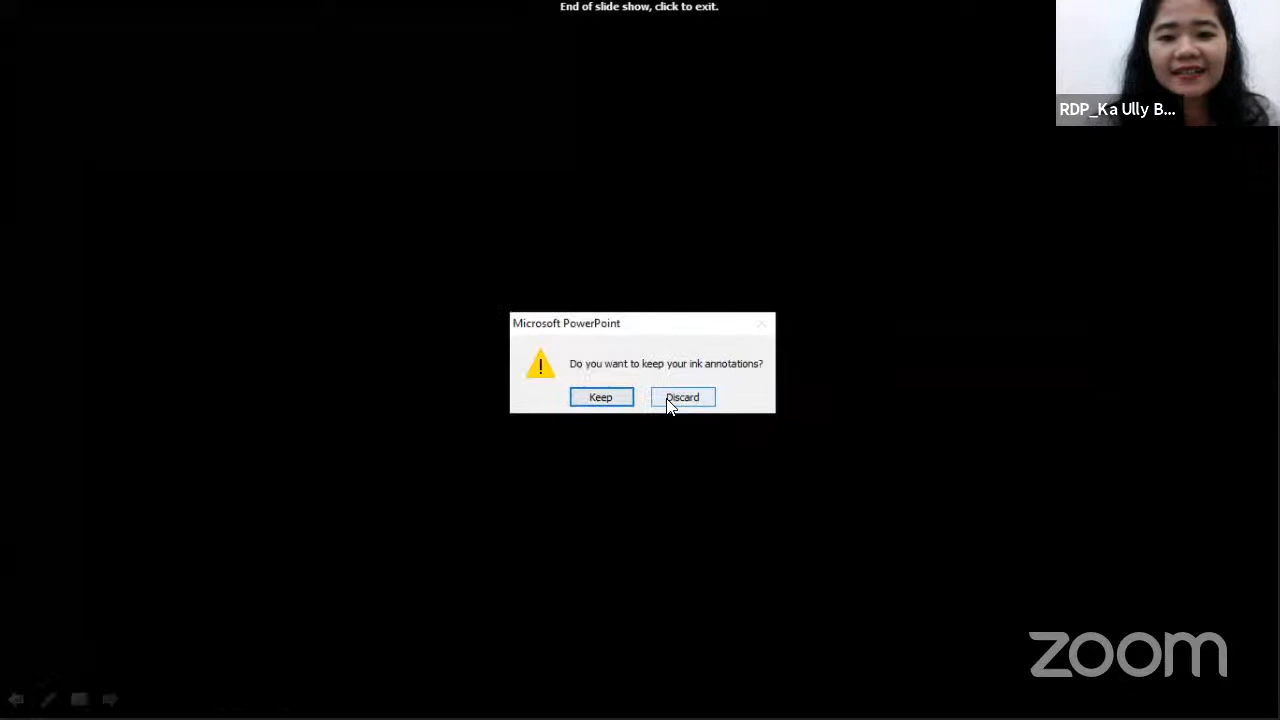 End of slide show, click to exit.
RDP_Ka Ully B...
Microsoft PowerPoint
Do you want to keep your ink annotations?
Keep
Discard
zoom